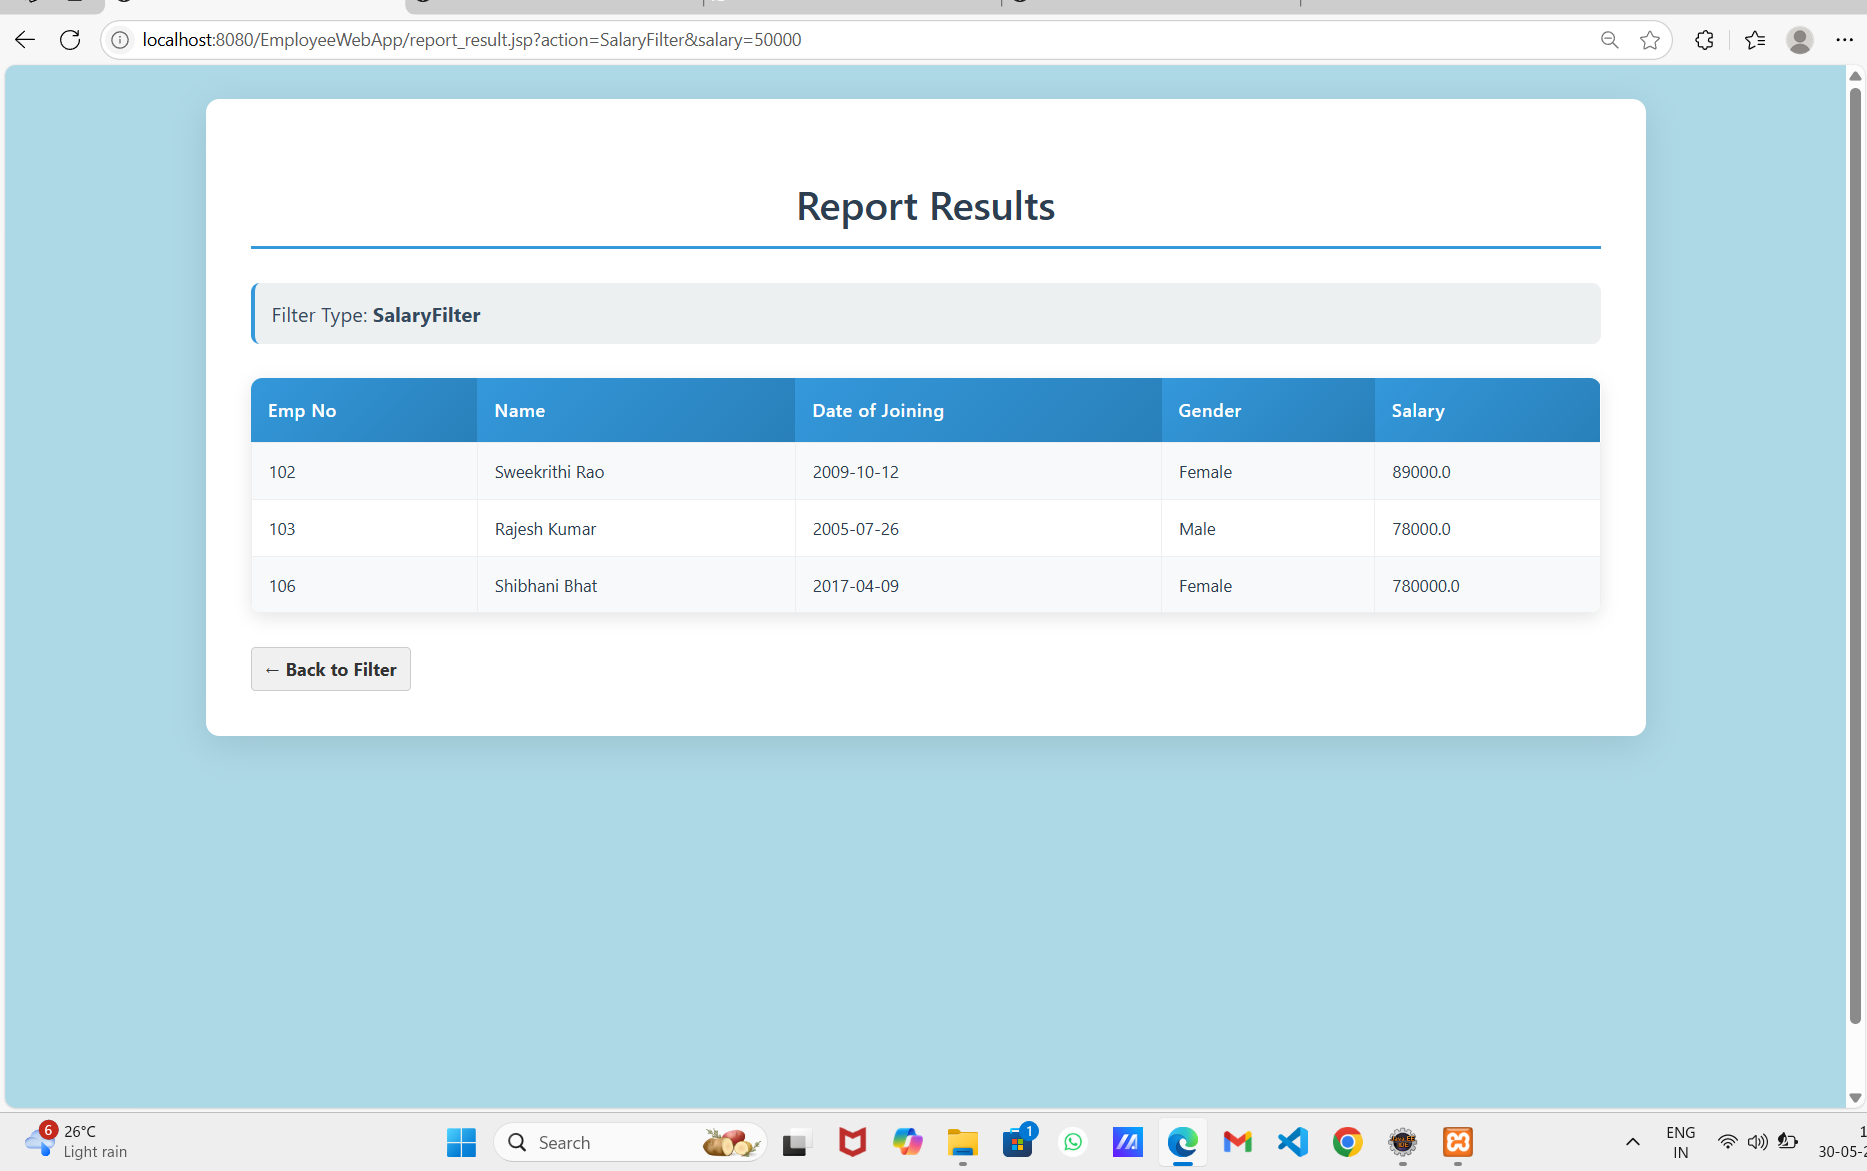 localhost:8080/EmployeeWebApp/report_result.jsp?action=SalaryFilter&salary=50000
Report Results
Filter Type: SalaryFilter
Emp No Name Date of Joining Gender Salary
102 Sweekrithi Rao 2009-10-12 Female 89000.0
103 Rajesh Kumar 2005-07-26 Male 78000.0
106 Shibhani Bhat 2017-04-09 Female 780000.0
← Back to Filter
6
26°C
Light rain
Search
1
ENG
IN
30-05-